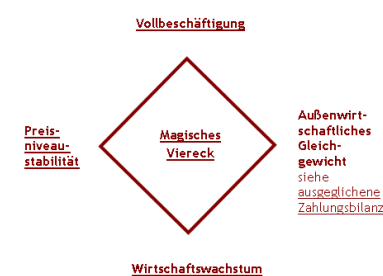 Vollbeschäftigung
Preis-
niveau-
stabilität
Magisches
Viereck
Außenwirt-
schaftliches
Gleich-
gewicht
siehe
ausgeglichene
Zahlungsbilanz
Wirtschaftswachstum